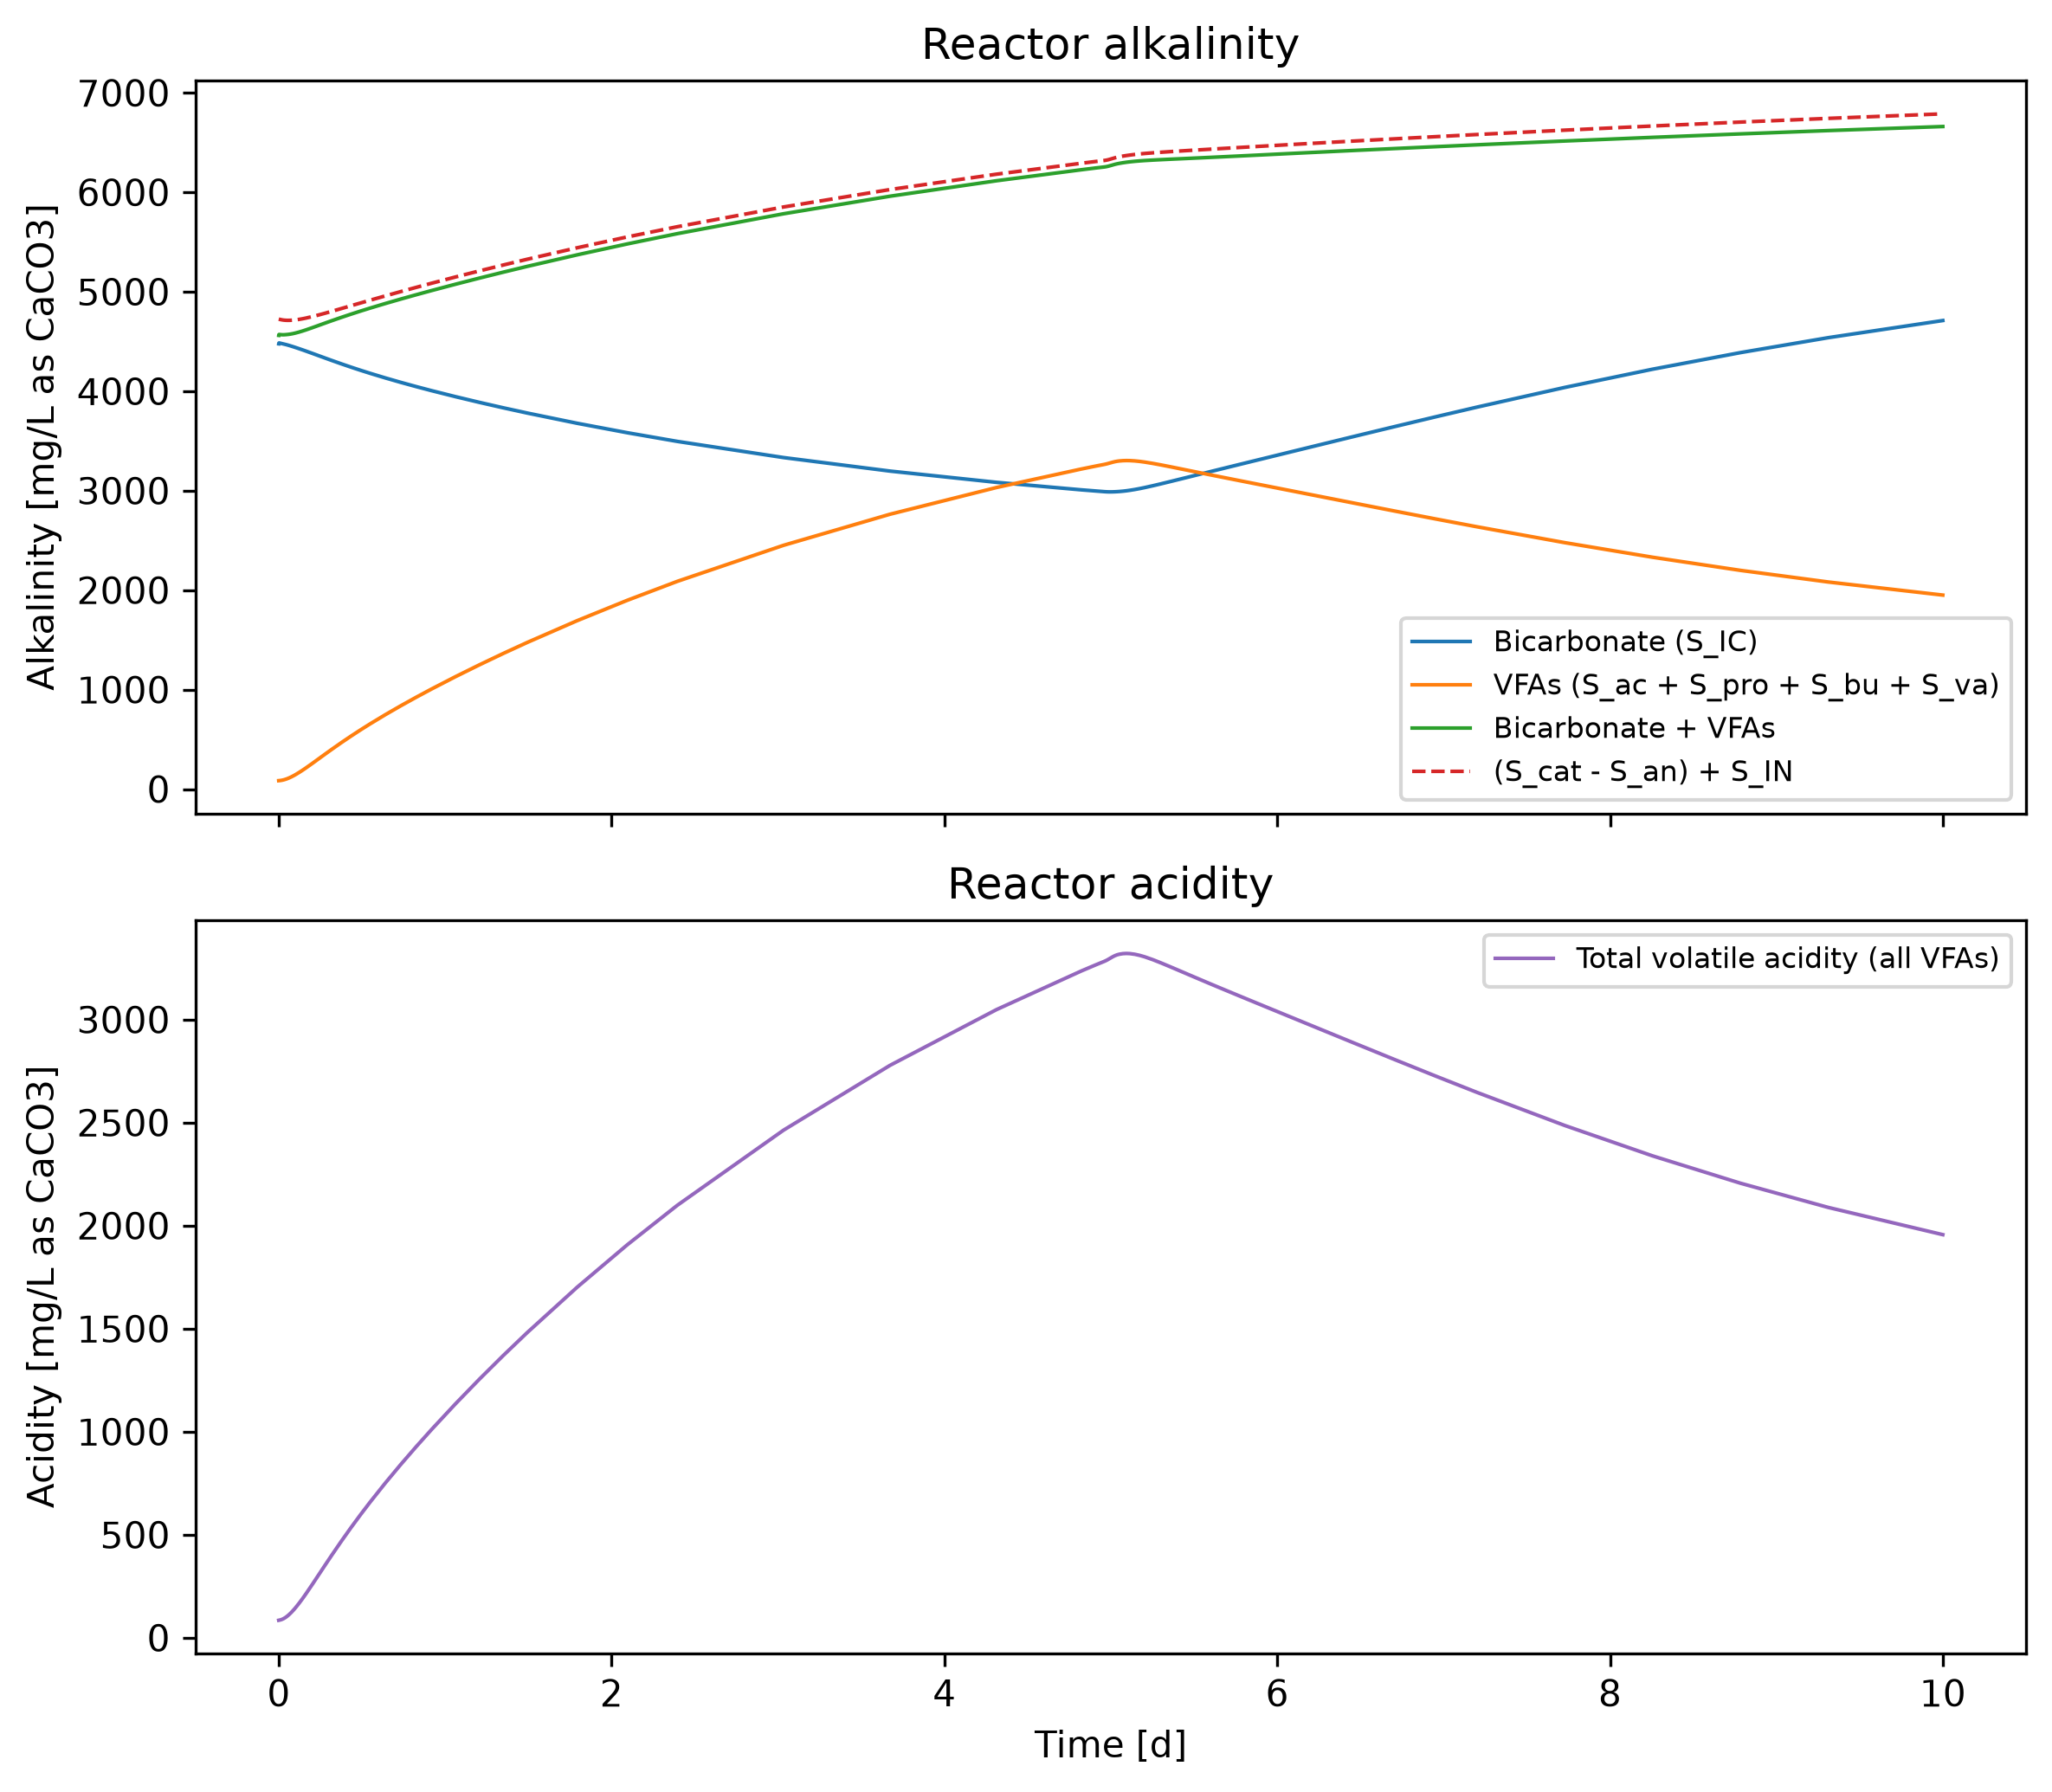 Reactor alkalinity
Alkalinity [mg/L as CaCO3]
7000
6000
5000
4000
3000
2000
1000
0
Bicarbonate (S_IC)
VFAs (S_ac + S_pro + S_bu + S_va)
Bicarbonate + VFAs
(S_cat - S_an) + S_IN
Reactor acidity
Acidity [mg/L as CaCO3]
3000
2500
2000
1500
1000
500
0
Total volatile acidity (all VFAs)
0 2 4 6 8 10
Time [d]